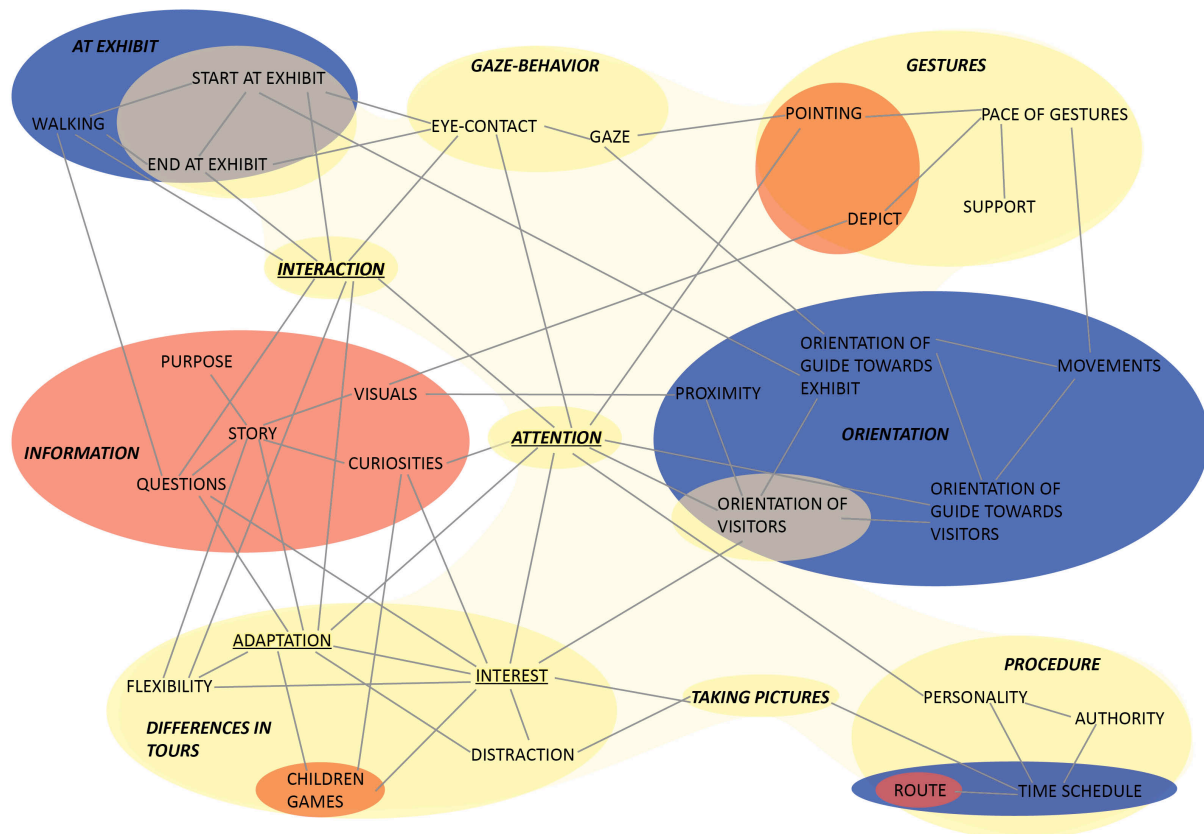 AT EXHIBIT
START AT EXHIBIT
WALKING
END AT EXHIBIT
GAZE-BEHAVIOR
EYE-CONTACT
GAZE
GESTURES
POINTING
PACE OF GESTURES
SUPPORT
DEPICT
INTERACTION
PURPOSE
VISUALS
STORY
INFORMATION
CURIOSITIES
QUESTIONS
ATTENTION
ORIENTATION OF
GUIDE TOWARDS
EXHIBIT
MOVEMENTS
PROXIMITY
ORIENTATION
ORIENTATION OF
VISITORS
ORIENTATION OF
GUIDE TOWARDS
VISITORS
ADAPTATION
FLEXIBILITY
INTEREST
DIFFERENCES IN
TOURS
DISTRACTION
CHILDREN
GAMES
TAKING PICTURES
PROCEDURE
PERSONALITY
AUTHORITY
ROUTE
TIME SCHEDULE